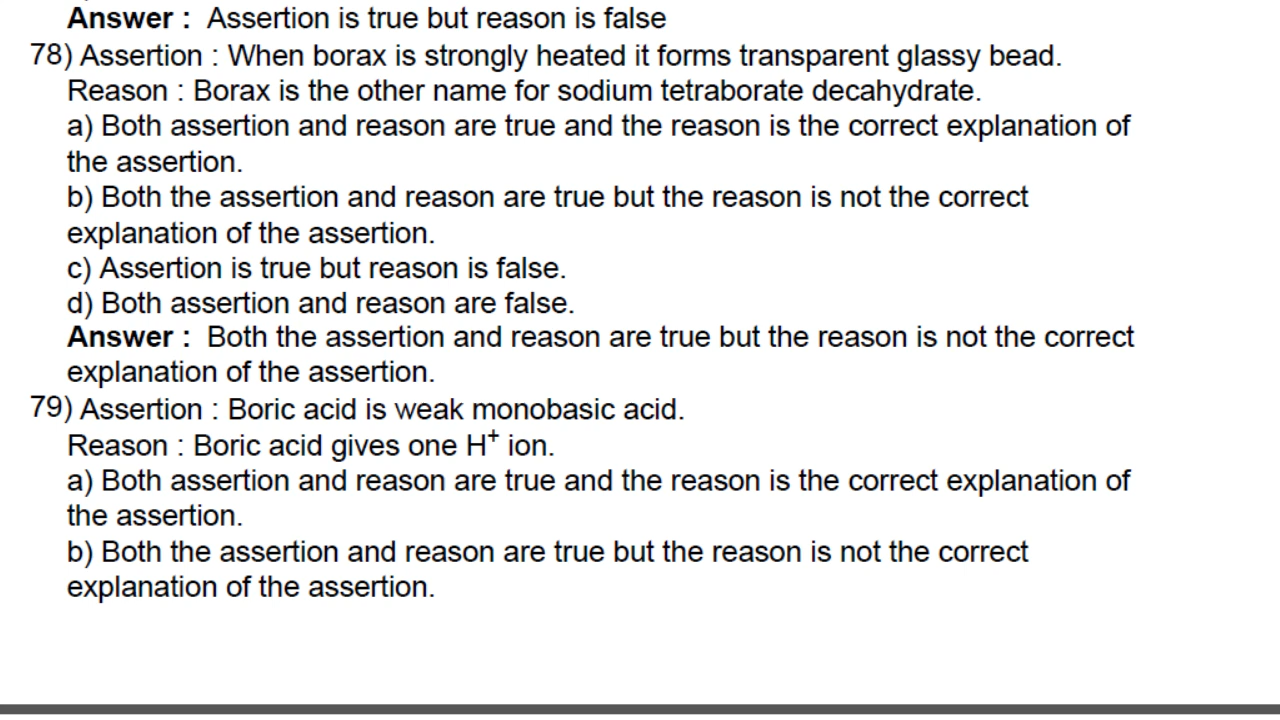 Answer : Assertion is true but reason is false
78) Assertion : When borax is strongly heated it forms transparent glassy bead.
Reason : Borax is the other name for sodium tetraborate decahydrate.
a) Both assertion and reason are true and the reason is the correct explanation of
the assertion.
b) Both the assertion and reason are true but the reason is not the correct
explanation of the assertion.
c) Assertion is true but reason is false.
d) Both assertion and reason are false.
Answer : Both the assertion and reason are true but the reason is not the correct
explanation of the assertion.
79) Assertion : Boric acid is weak monobasic acid.
Reason : Boric acid gives one H⁺ ion.
a) Both assertion and reason are true and the reason is the correct explanation of
the assertion.
b) Both the assertion and reason are true but the reason is not the correct
explanation of the assertion.